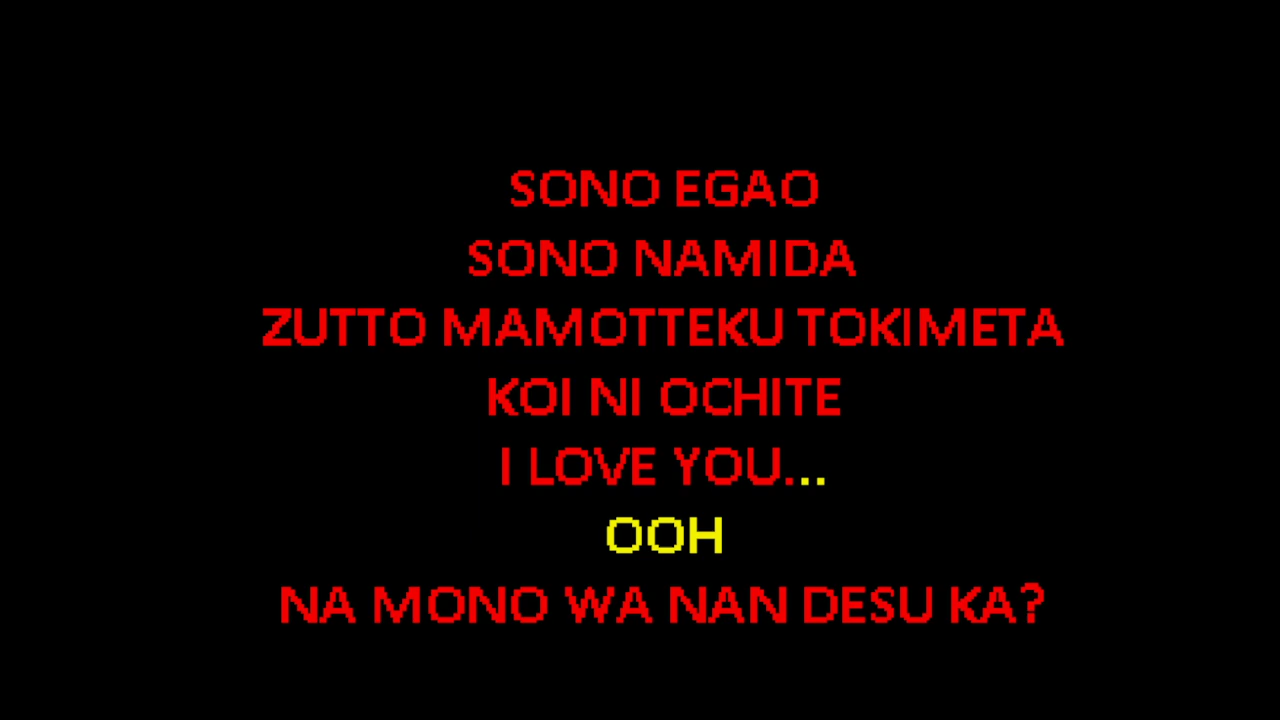 SONO EGAO
SONO NAMIDA
ZUTTO MAMOTTEKU TOKIMETA
KOI NI OCHITE
I LOVE YOU...
OOH
NA MONO WA NAN DESU KA?